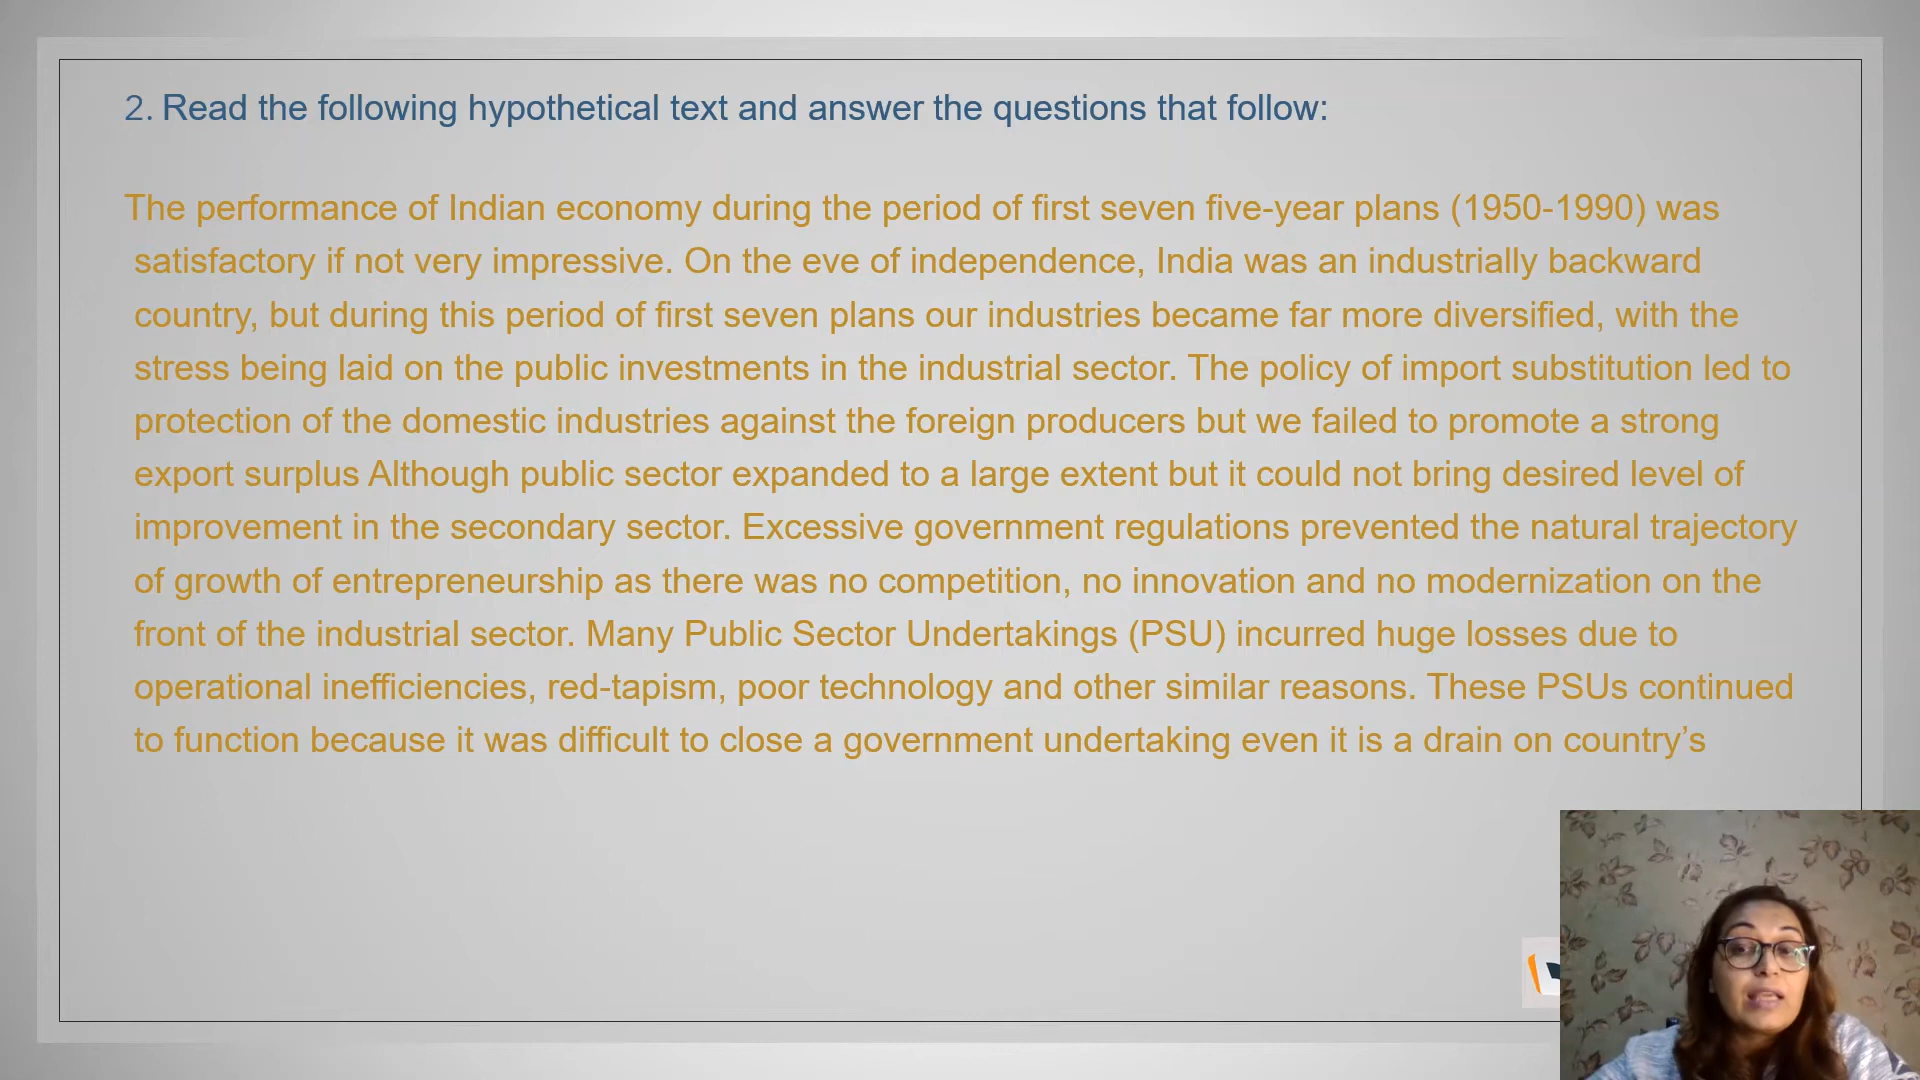 2. Read the following hypothetical text and answer the questions that follow:
The performance of Indian economy during the period of first seven five-year plans (1950-1990) was
satisfactory if not very impressive. On the eve of independence, India was an industrially backward
country, but during this period of first seven plans our industries became far more diversified, with the
stress being laid on the public investments in the industrial sector. The policy of import substitution led to
protection of the domestic industries against the foreign producers but we failed to promote a strong
export surplus Although public sector expanded to a large extent but it could not bring desired level of
improvement in the secondary sector. Excessive government regulations prevented the natural trajectory
of growth of entrepreneurship as there was no competition, no innovation and no modernization on the
front of the industrial sector. Many Public Sector Undertakings (PSU) incurred huge losses due to
operational inefficiencies, red-tapism, poor technology and other similar reasons. These PSUs continued
to function because it was difficult to close a government undertaking even it is a drain on country’s